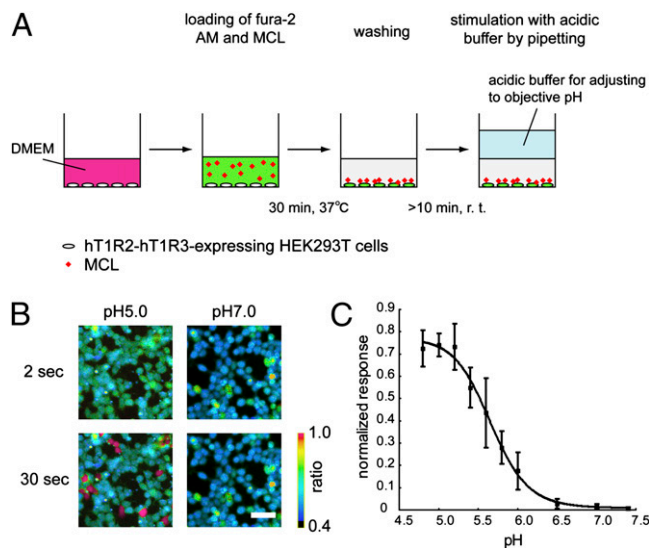 A
loading of fura-2
AM and MCL
washing
stimulation with acidic
buffer by pipetting
acidic buffer for adjusting
to objective pH
DMEM
30 min, 37℃
>10 min, r. t.
hT1R2-hT1R3-expressing HEK293T cells
MCL
B
pH5.0
pH7.0
2 sec
30 sec
1.0
ratio
0.4
C
normalized response
0.9
0.8
0.7
0.6
0.5
0.4
0.3
0.2
0.1
0
4.5
5.0
5.5
6.0
6.5
7.0
7.5
pH